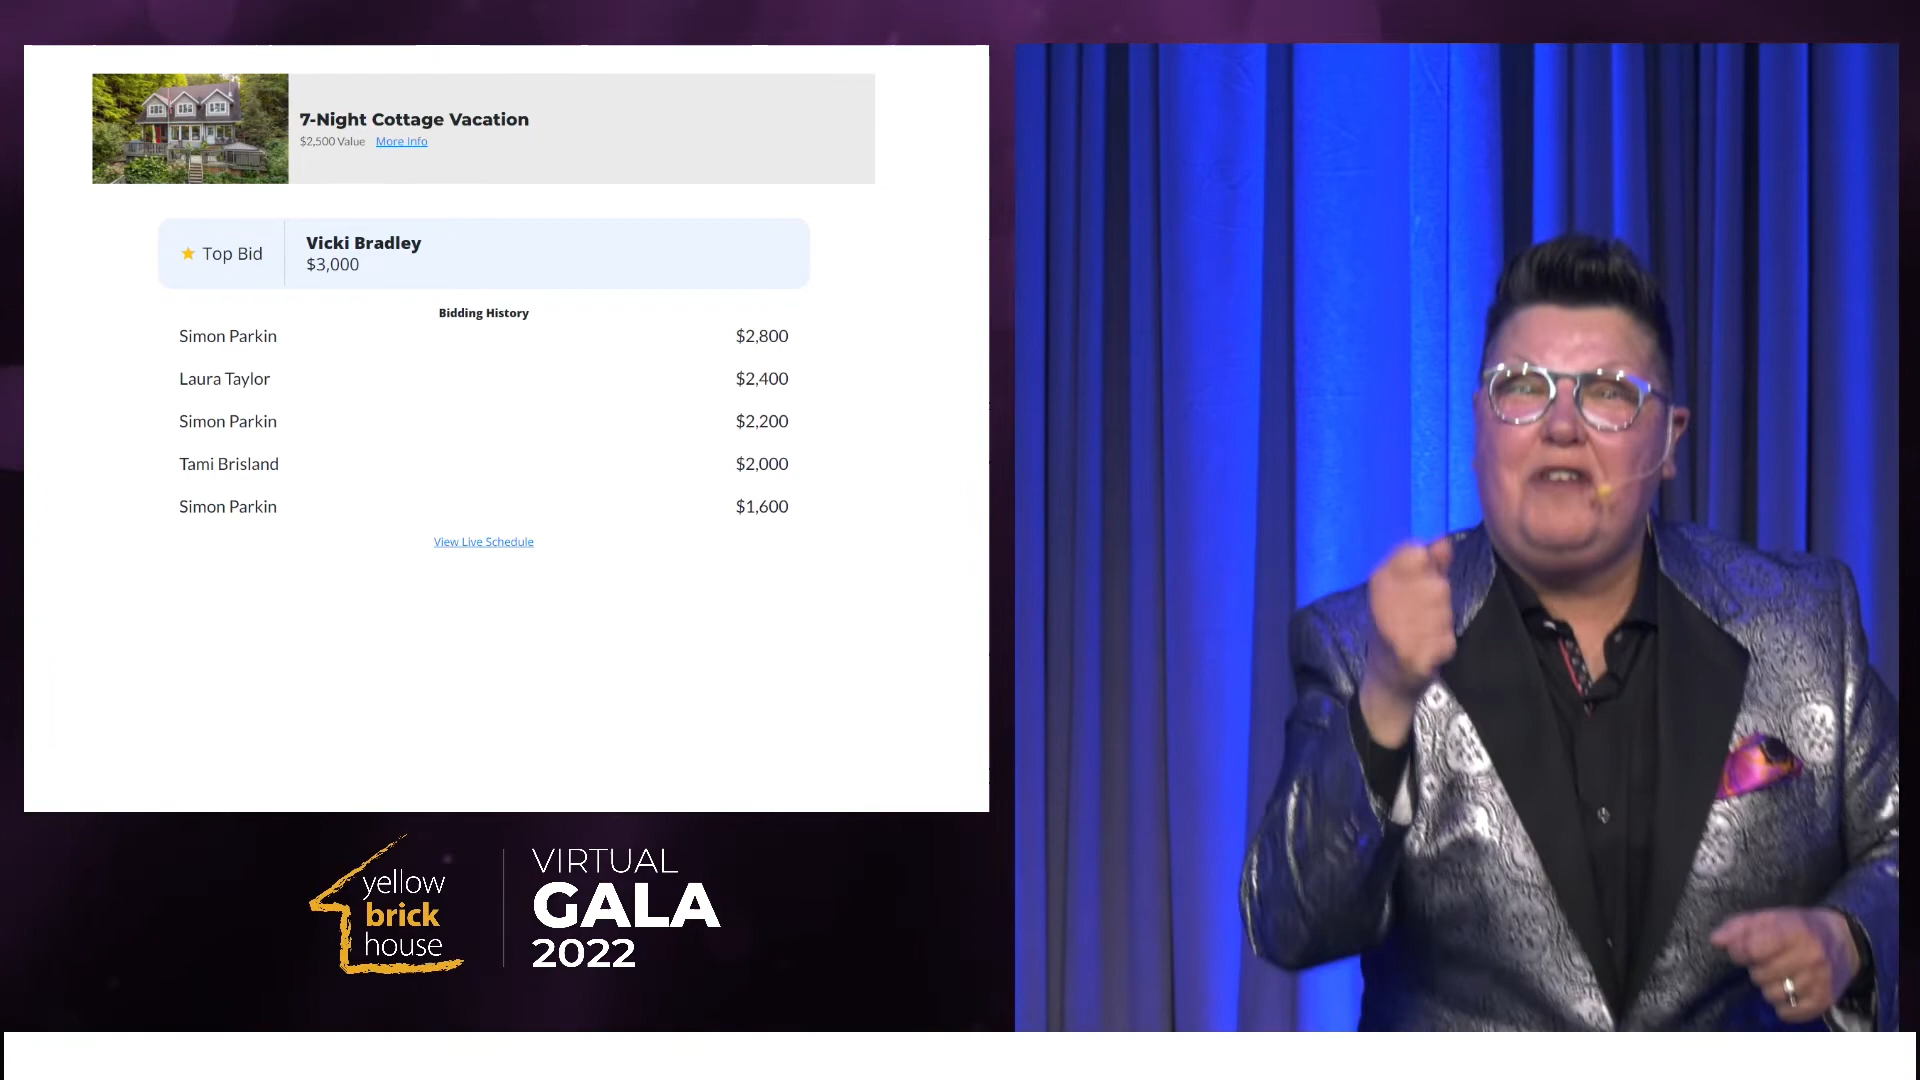 7-Night Cottage Vacation
$2,500 Value More Info
Top Bid
Vicki Bradley
$3,000
Bidding History
Simon Parkin $2,800
Laura Taylor $2,400
Simon Parkin $2,200
Tami Brisland $2,000
Simon Parkin $1,600
View Live Schedule
yellow
brick
house
VIRTUAL
GALA
2022